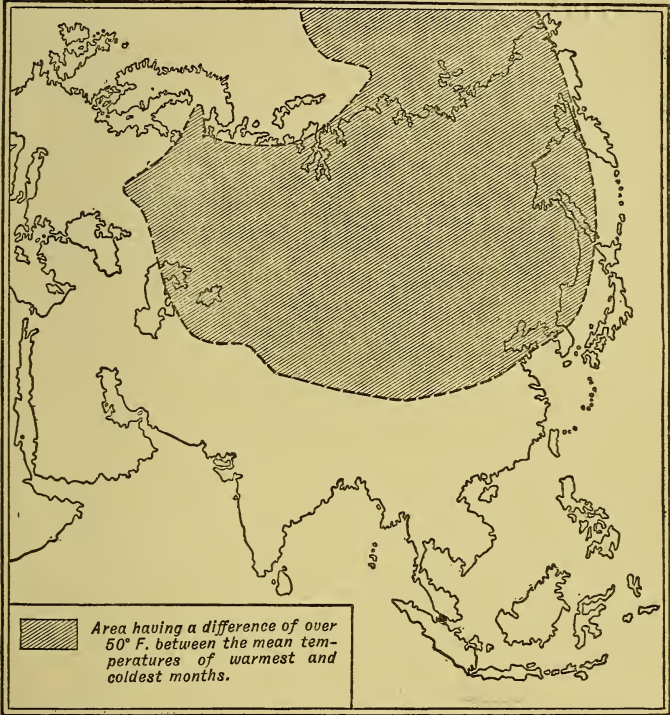 Area having a difference of over
50° F. between the mean tem-
peratures of warmest and
coldest months.